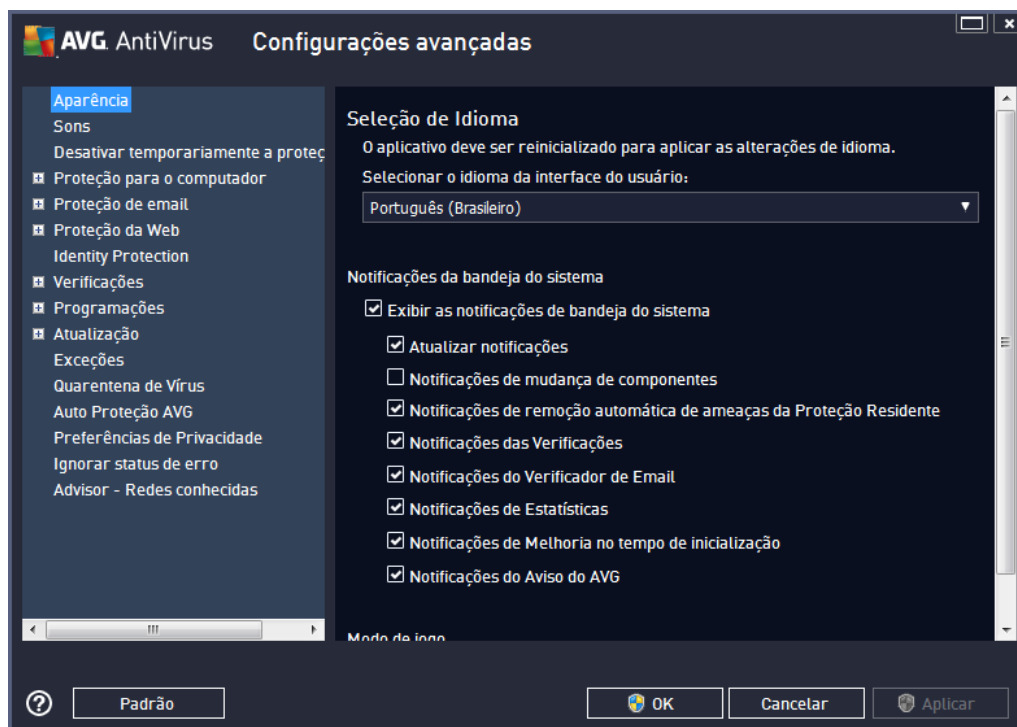 AVG AntiVirus Configurações avançadas
Aparência
Sons
Desativar temporariamente a proteç
Proteção para o computador
Proteção de email
Proteção da Web
Identity Protection
Verificações
Programações
Atualização
Exceções
Quarentena de Vírus
Auto Proteção AVG
Preferências de Privacidade
Ignorar status de erro
Advisor - Redes conhecidas
Seleção de Idioma
O aplicativo deve ser reinicializado para aplicar as alterações de idioma.
Selecionar o idioma da interface do usuário:
Português (Brasileiro)
Notificações da bandeja do sistema
Exibir as notificações de bandeja do sistema
Atualizar notificações
Notificações de mudança de componentes
Notificações de remoção automática de ameaças da Proteção Residente
Notificações das Verificações
Notificações do Verificador de Email
Notificações de Estatísticas
Notificações de Melhoria no tempo de inicialização
Notificações do Aviso do AVG
Modo de jogo
? Padrão OK Cancelar Aplicar